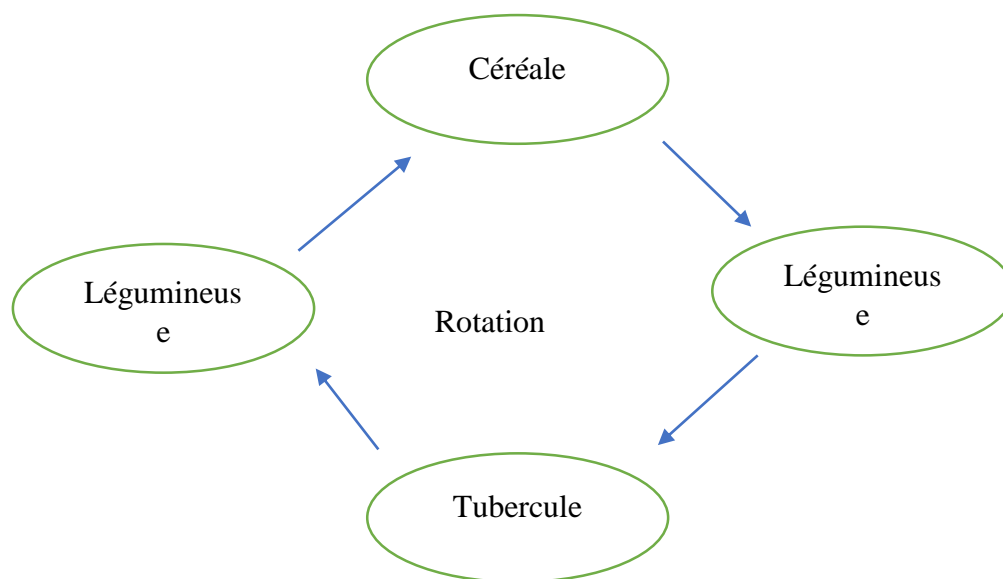 Céréale
Légumineus
e
Légumineus
e
Rotation
Tubercule